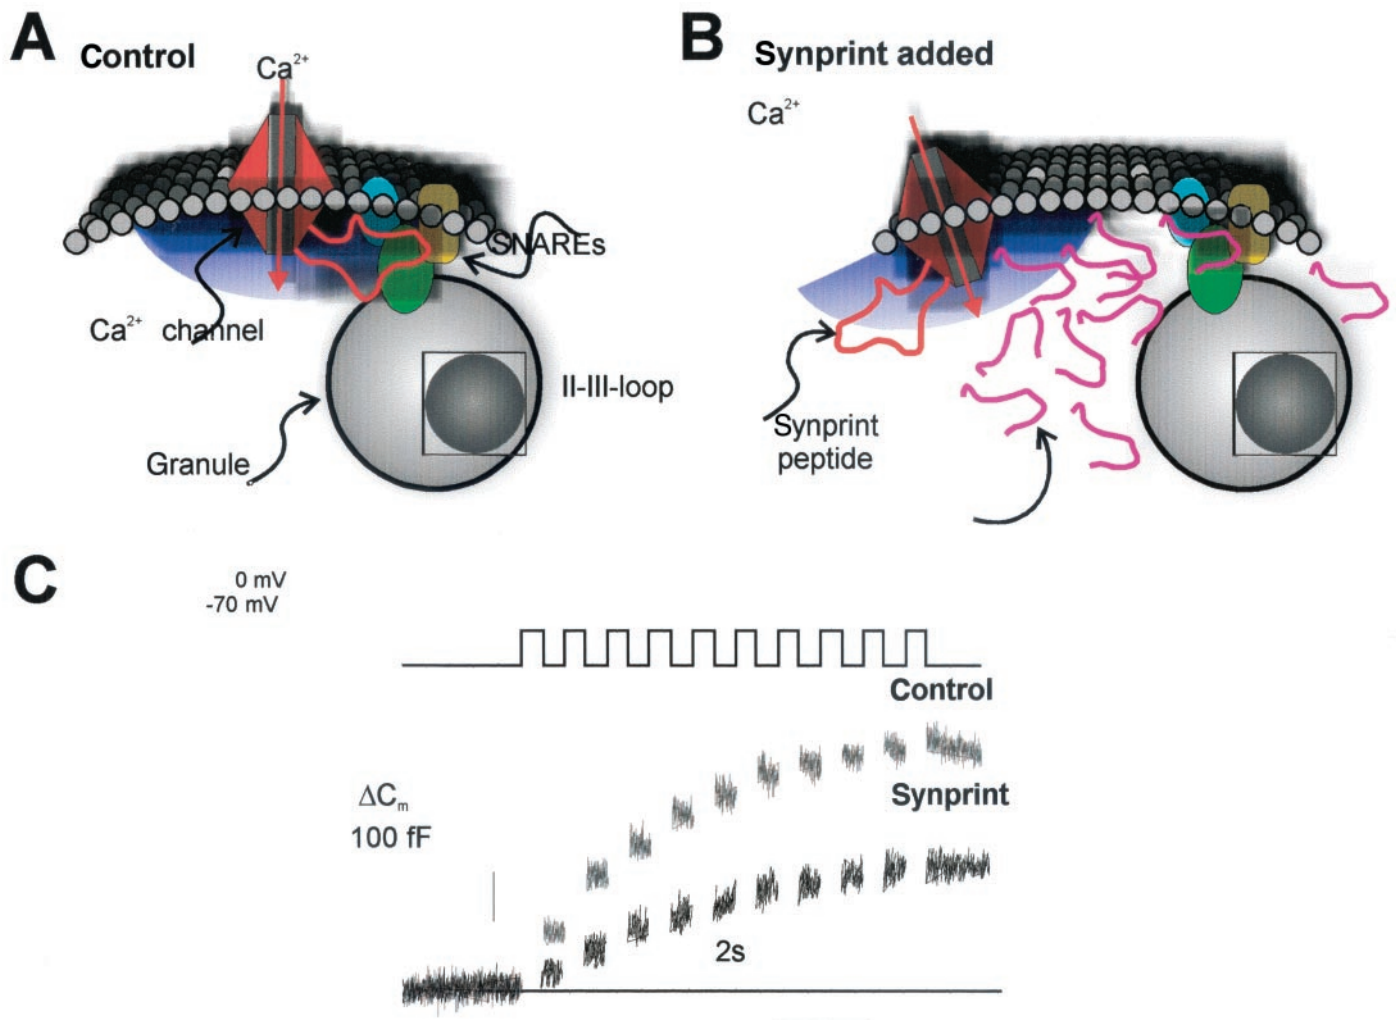 A
Control
Ca²⁺
SNAREs
Ca²⁺ channel
II-III-loop
Granule
B
Synprint added
Ca²⁺
Synprint
peptide
C
0 mV
-70 mV
Control
ΔCₘ
100 fF
Synprint
2s